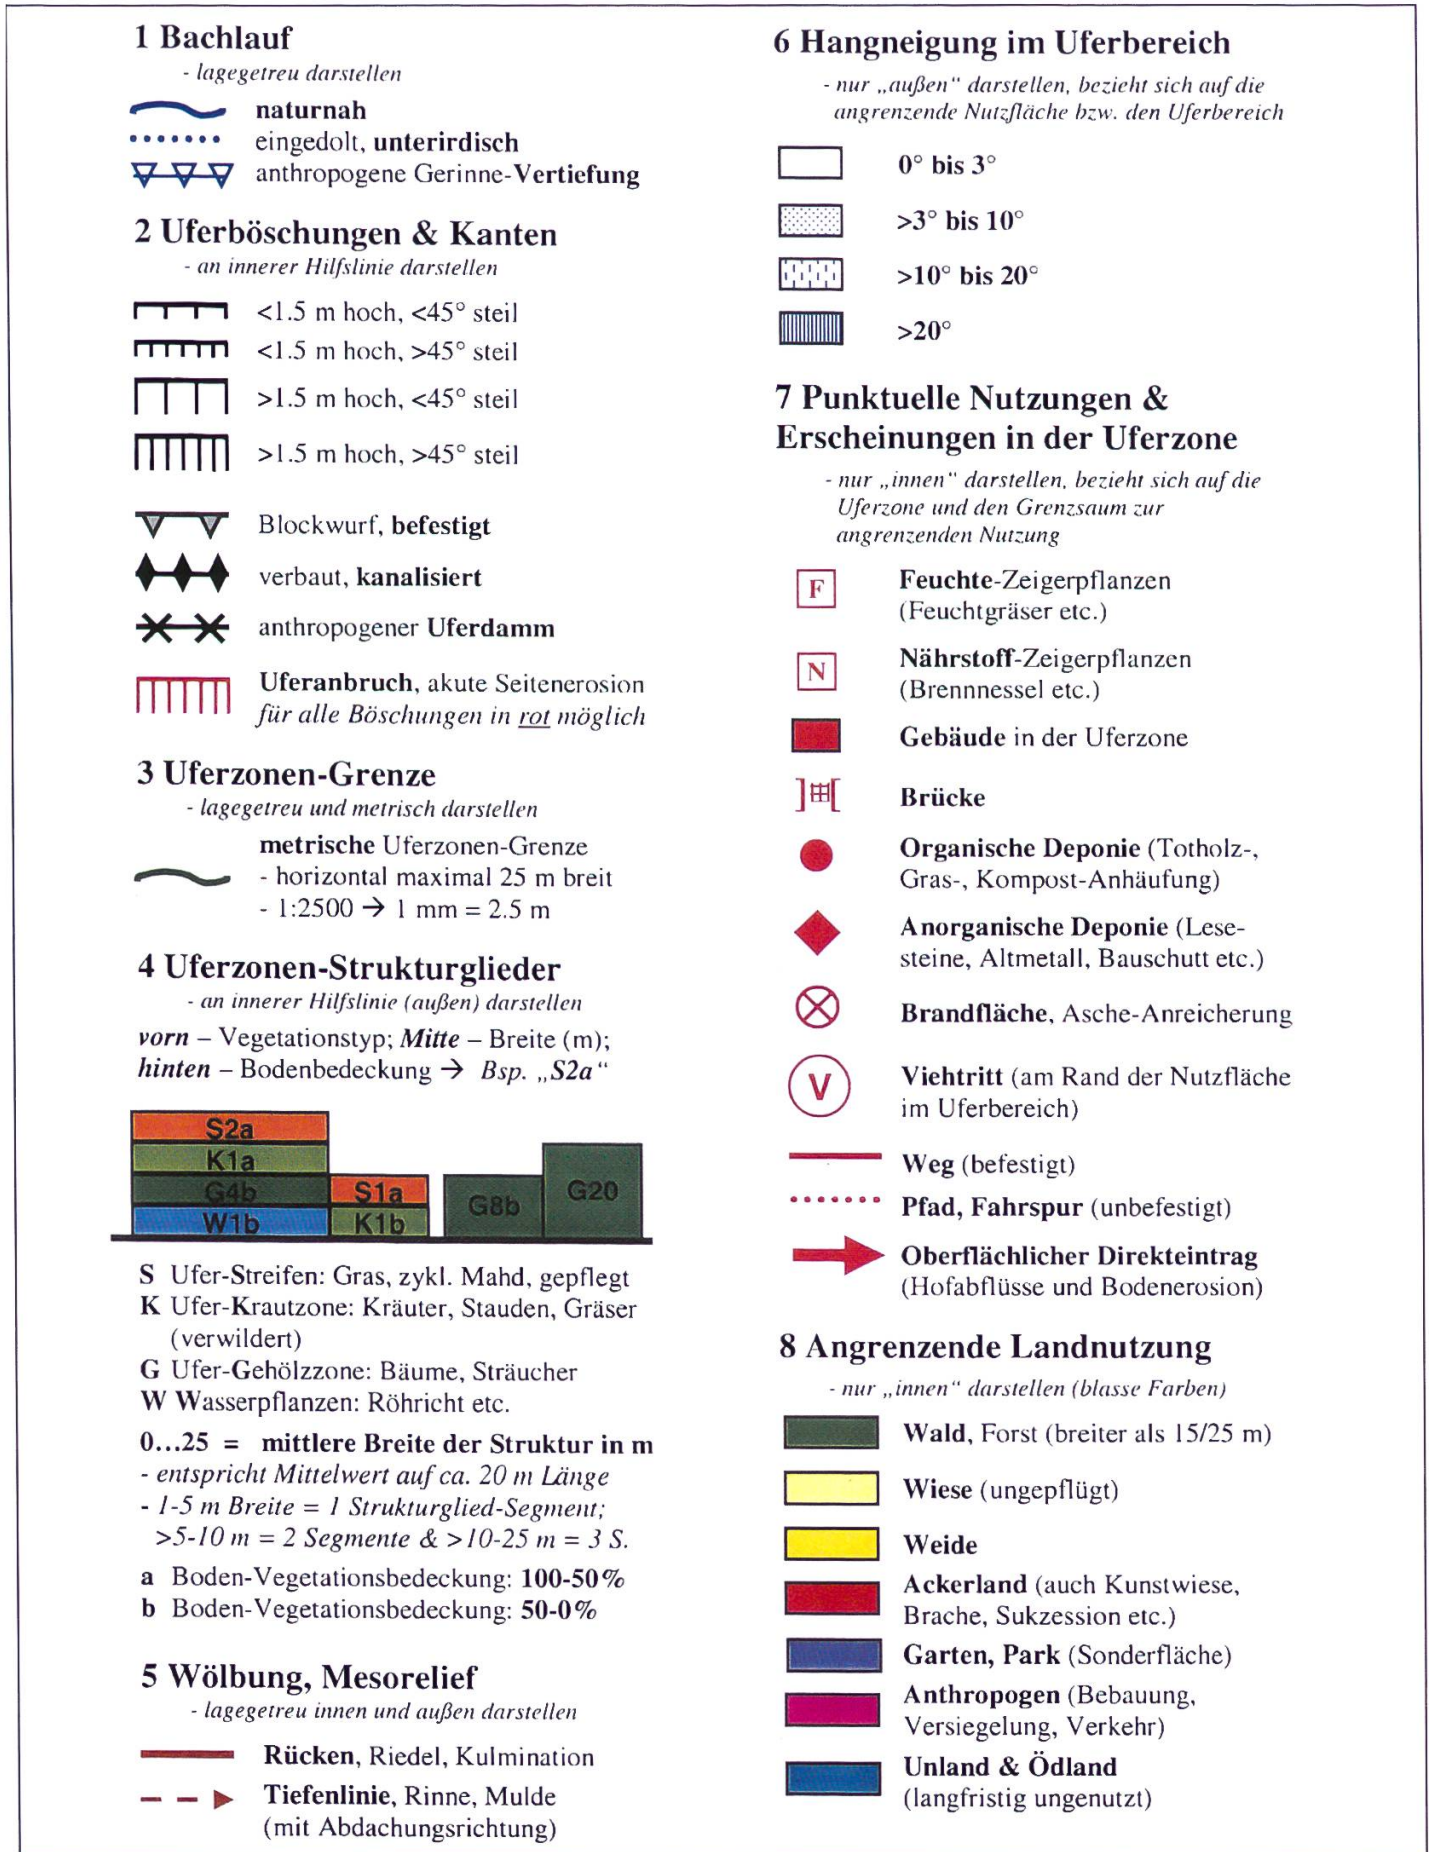 1 Bachlauf
- lagegetreu darstellen
naturnah
eingedolt, unterirdisch
anthropogene Gerinne-Vertiefung
2 Uferböschungen & Kanten
- an innerer Hilfslinie darstellen
<1.5 m hoch, <45° steil
<1.5 m hoch, >45° steil
>1.5 m hoch, <45° steil
>1.5 m hoch, >45° steil
Blockwurf, befestigt
verbaut, kanalisiert
anthropogener Uferdamm
Uferanbruch, akute Seitenerosion
für alle Böschungen in rot möglich
3 Uferzonen-Grenze
- lagegetreu und metrisch darstellen
metrische Uferzonen-Grenze
- horizontal maximal 25 m breit
- 1:2500 → 1 mm = 2.5 m
4 Uferzonen-Strukturglieder
- an innerer Hilfslinie (außen) darstellen
vorn – Vegetationstyp; Mitte – Breite (m);
hinten – Bodenbedeckung → Bsp. „S2a“
S2a
K1a
G4b
W1b
S1a
K1b
G8b
G20
S Ufer-Streifen: Gras, zykl. Mahd, gepflegt
K Ufer-Krautzone: Kräuter, Stauden, Gräser
(verwildert)
G Ufer-Gehölzzone: Bäume, Sträucher
W Wasserpflanzen: Röhricht etc.
0...25 = mittlere Breite der Struktur in m
- entspricht Mittelwert auf ca. 20 m Länge
- 1-5 m Breite = 1 Strukturglied-Segment;
>5-10 m = 2 Segmente & >10-25 m = 3 S.
a Boden-Vegetationsbedeckung: 100-50%
b Boden-Vegetationsbedeckung: 50-0%
5 Wölbung, Mesorelief
- lagegetreu innen und außen darstellen
Rücken, Riedel, Kulmination
Tiefenlinie, Rinne, Mulde
(mit Abdachungsrichtung)
6 Hangneigung im Uferbereich
- nur „außen“ darstellen, bezieht sich auf die
angrenzende Nutzfläche bzw. den Uferbereich
0° bis 3°
>3° bis 10°
>10° bis 20°
>20°
7 Punktuelle Nutzungen &
Erscheinungen in der Uferzone
- nur „innen“ darstellen, bezieht sich auf die
Uferzone und den Grenzsaum zur
angrenzenden Nutzung
F Feuchte-Zeigerpflanzen
(Feuchtgräser etc.)
N Nährstoff-Zeigerpflanzen
(Brennnessel etc.)
Gebäude in der Uferzone
Brücke
Organische Deponie (Totholz-,
Gras-, Kompost-Anhäufung)
Anorganische Deponie (Lese-
steine, Altmetall, Bauschutt etc.)
Brandfläche, Asche-Anreicherung
V Viehtritt (am Rand der Nutzfläche
im Uferbereich)
Weg (befestigt)
Pfad, Fahrspur (unbefestigt)
Oberflächlicher Direkteintrag
(Hofabflüsse und Bodenerosion)
8 Angrenzende Landnutzung
- nur „innen“ darstellen (blasse Farben)
Wald, Forst (breiter als 15/25 m)
Wiese (ungepflügt)
Weide
Ackerland (auch Kunstwiese,
Brache, Sukzession etc.)
Garten, Park (Sonderfläche)
Anthropogen (Bebauung,
Versiegelung, Verkehr)
Unland & Ödland
(langfristig ungenutzt)